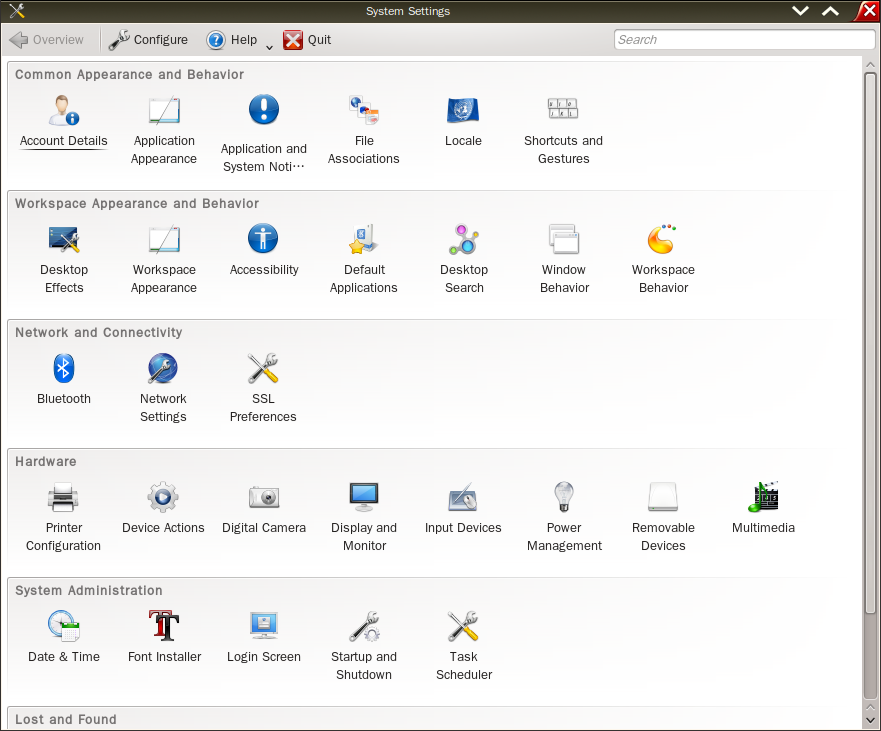 System Settings
Overview Configure Help Quit Search
Common Appearance and Behavior
Account Details Application Application and File Locale Shortcuts and
Appearance System Noti··· Associations Gestures
Workspace Appearance and Behavior
Desktop Workspace Accessibility Default Desktop Window Workspace
Effects Appearance Applications Search Behavior Behavior
Network and Connectivity
Bluetooth Network SSL
Settings Preferences
Hardware
Printer Device Actions Digital Camera Display and Input Devices Power Removable Multimedia
Configuration Monitor Management Devices
System Administration
Date & Time Font Installer Login Screen Startup and Task
Shutdown Scheduler
Lost and Found